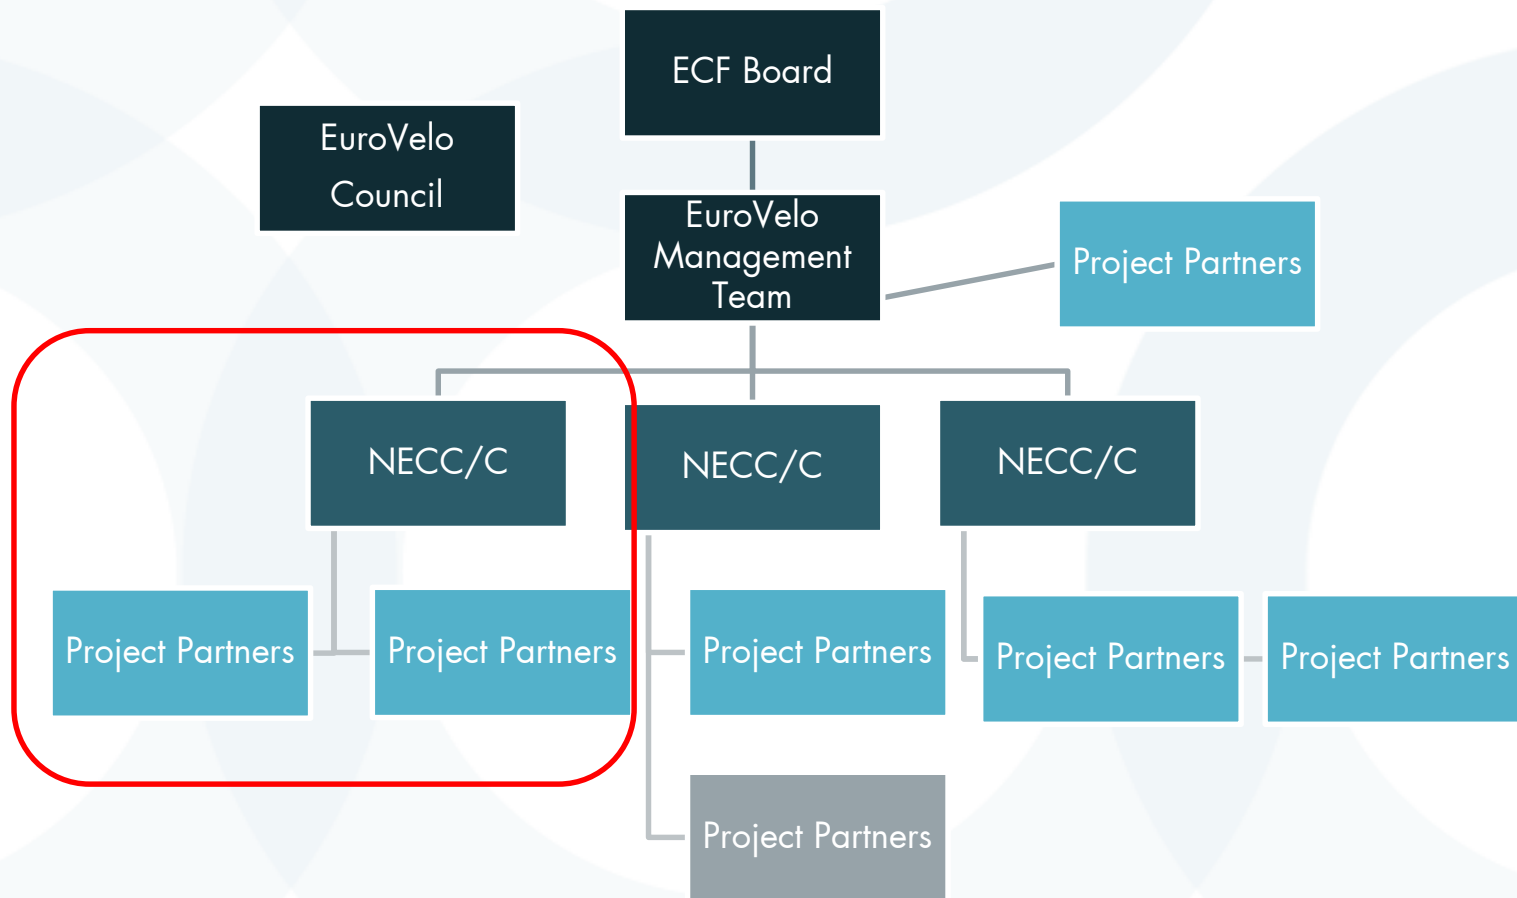 ECF Board
EuroVelo
Council
EuroVelo
Management
Team
Project Partners
NECC/C
NECC/C
NECC/C
Project Partners
Project Partners
Project Partners
Project Partners
Project Partners
Project Partners